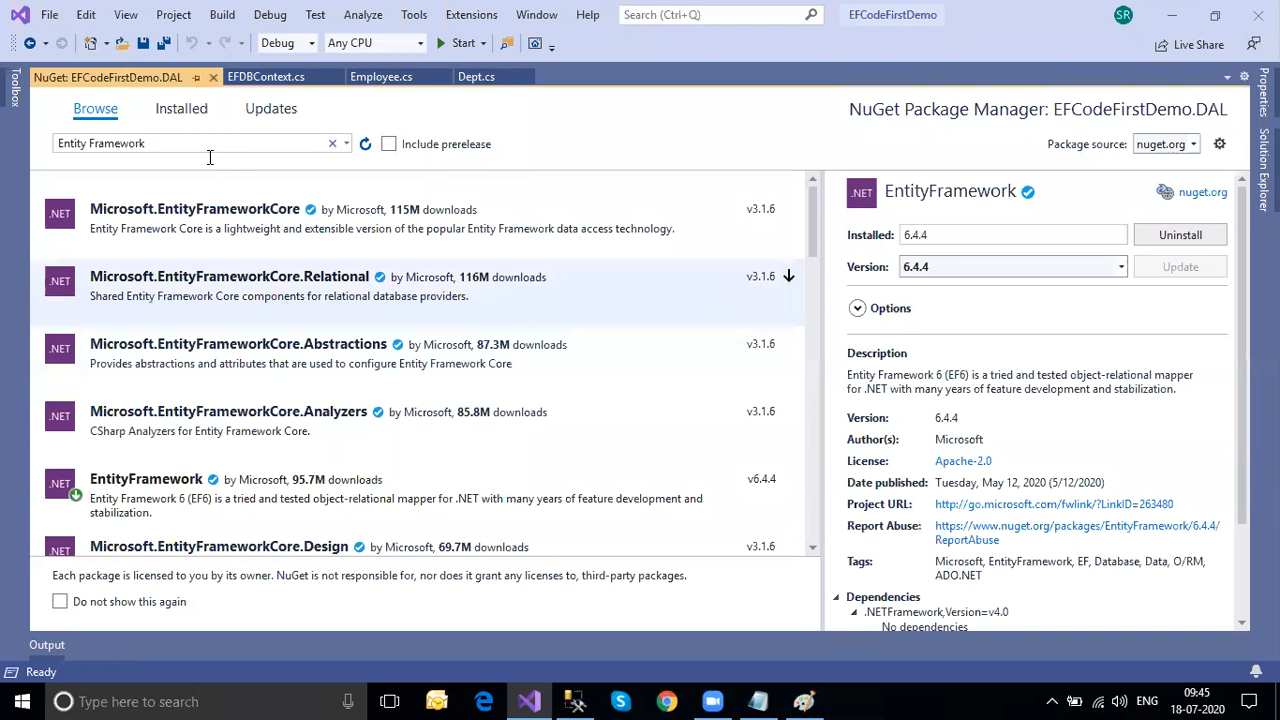 File Edit View Project Build Debug Test Analyze Tools Extensions Window Help Search (Ctrl+Q) EFCodeFirstDemo SR
Debug Any CPU Start Live Share
Toolbox
NuGet: EFCodeFirstDemo.DAL EFDBContext.cs Employee.cs Dept.cs
Properties
Solution Explorer
Browse Installed Updates NuGet Package Manager: EFCodeFirstDemo.DAL
Entity Framework Include prerelease Package source: nuget.org
Microsoft.EntityFrameworkCore by Microsoft, 115M downloads v3.1.6
Entity Framework Core is a lightweight and extensible version of the popular Entity Framework data access technology.
Microsoft.EntityFrameworkCore.Relational by Microsoft, 116M downloads v3.1.6
Shared Entity Framework Core components for relational database providers.
Microsoft.EntityFrameworkCore.Abstractions by Microsoft, 87.3M downloads v3.1.6
Provides abstractions and attributes that are used to configure Entity Framework Core
Microsoft.EntityFrameworkCore.Analyzers by Microsoft, 85.8M downloads v3.1.6
CSharp Analyzers for Entity Framework Core.
EntityFramework by Microsoft, 95.7M downloads v6.4.4
Entity Framework 6 (EF6) is a tried and tested object-relational mapper for .NET with many years of feature development and
stabilization.
Microsoft.EntityFrameworkCore.Design by Microsoft, 69.7M downloads v3.1.6
.NET
.NET
.NET
.NET
.NET
.NET
Each package is licensed to you by its owner. NuGet is not responsible for, nor does it grant any licenses to, third-party packages.
Do not show this again
.NET EntityFramework nuget.org
Installed: 6.4.4 Uninstall
Version: 6.4.4 Update
Options
Description
Entity Framework 6 (EF6) is a tried and tested object-relational mapper
for .NET with many years of feature development and stabilization.
Version: 6.4.4
Author(s): Microsoft
License: Apache-2.0
Date published: Tuesday, May 12, 2020 (5/12/2020)
Project URL: http://go.microsoft.com/fwlink/?LinkID=263480
Report Abuse: https://www.nuget.org/packages/EntityFramework/6.4.4/
ReportAbuse
Tags: Microsoft, EntityFramework, EF, Database, Data, O/RM,
ADO.NET
Dependencies
.NETFramework,Version=v4.0
No dependencies
Output
Ready
Type here to search ENG 09:45
18-07-2020